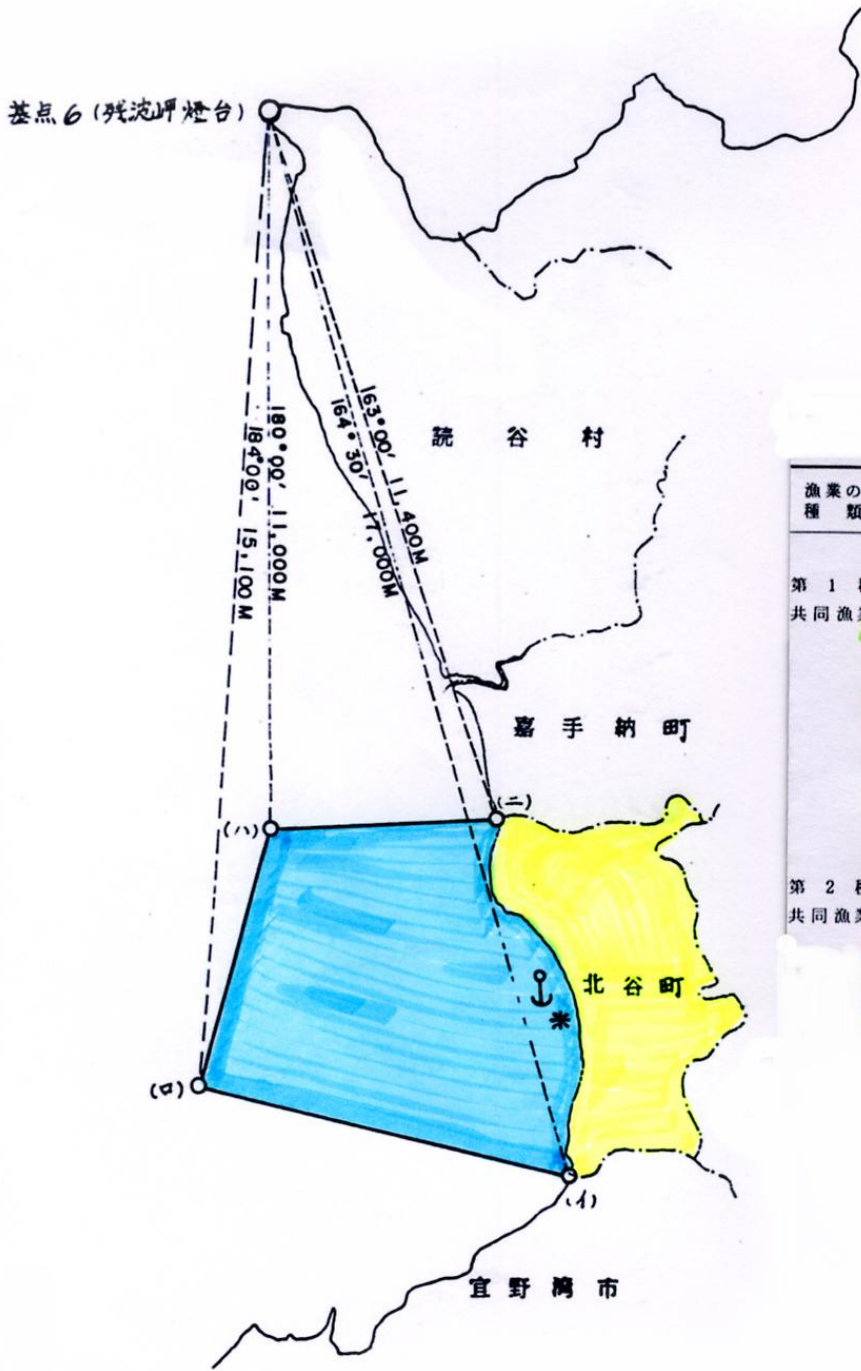 基点6(残波岬燈台)
163°00′ 11,400M
164°30′ 17,000M
180°00′ 11,000M
184°00′ 15,100M
読谷村
漁業の
種類
第1種
共同漁業
嘉手納町
(ニ)
(ハ)
第2種
共同漁業
北谷町
米
(ロ)
(イ)
宜野湾市